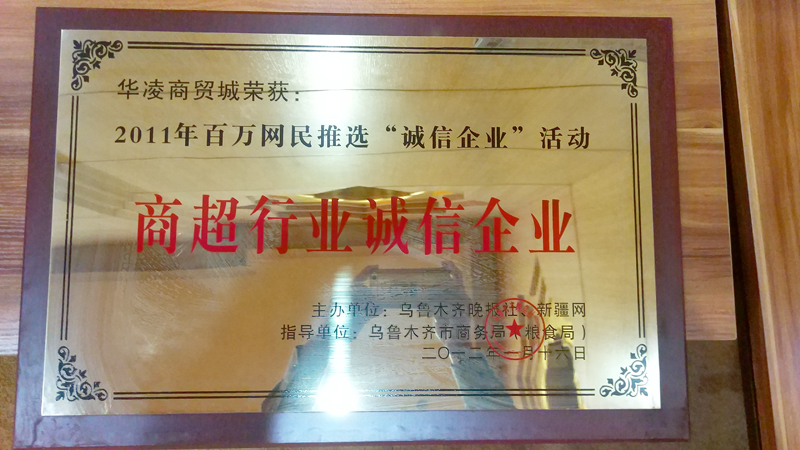 华凌商贸城荣获：
2011年百万网民推选“诚信企业”活动
商超行业诚信企业
主办单位：乌鲁木齐晚报社、新疆网
指导单位：乌鲁木齐市商务局（粮食局）
二〇一二年一月十六日